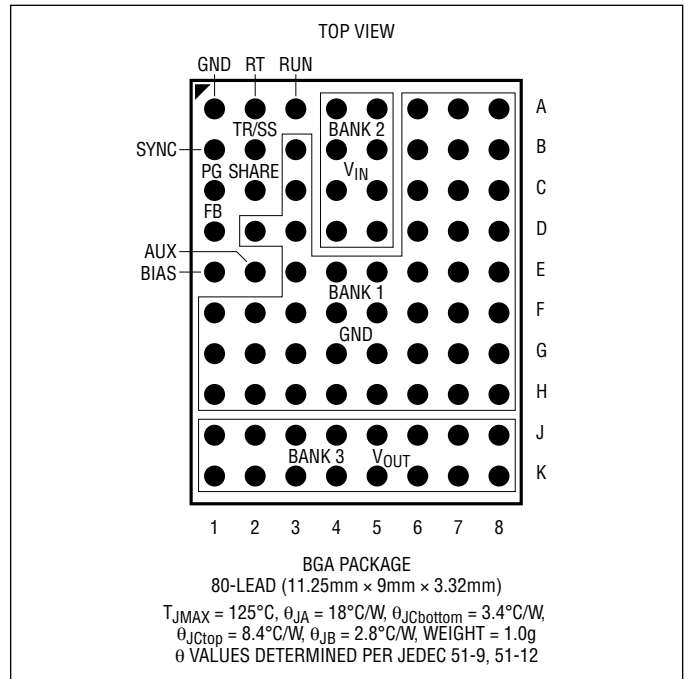 TOP VIEW
GND RT RUN
A
TR/SS BANK 2
SYNC B
PG SHARE VIN
C
FB
D
AUX
BIAS E
BANK 1
F
GND
G
H
J
BANK 3 VOUT
K
1 2 3 4 5 6 7 8
BGA PACKAGE
80-LEAD (11.25mm × 9mm × 3.32mm)
TJMAX = 125°C, θJA = 18°C/W, θJCbottom = 3.4°C/W,
θJCtop = 8.4°C/W, θJB = 2.8°C/W, WEIGHT = 1.0g
θ VALUES DETERMINED PER JEDEC 51-9, 51-12